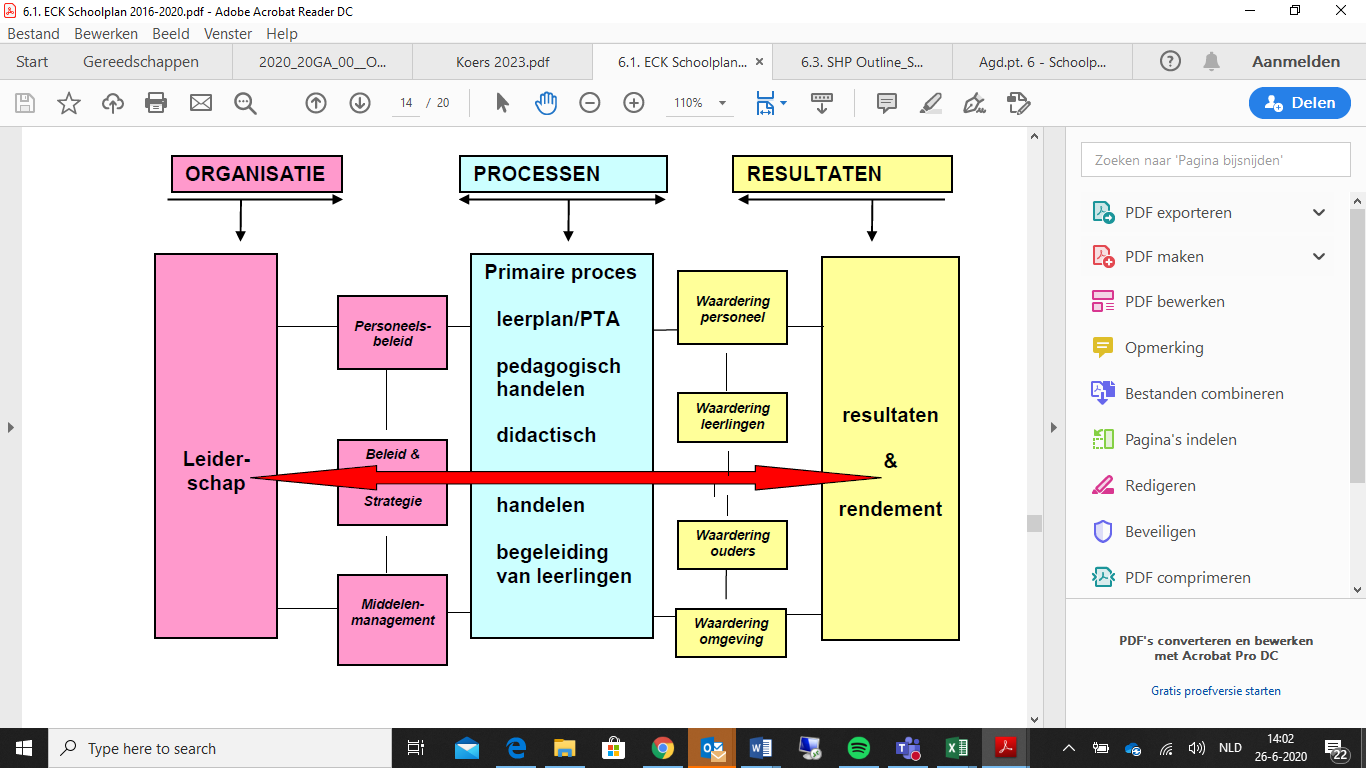 6.1. ECK Schoolplan 2016-2020.pdf - Adobe Acrobat Reader DC
Bestand Bewerken Beeld Venster Help
Start Gereedschappen 2020_20GA_00__O... Koers 2023.pdf 6.1. ECK Schoolplan... × 6.3. SHP Outline_S... Agd.pt. 6 - Schoolp... Aanmelden
14 / 20 110% Delen
ORGANISATIE
PROCESSEN
RESULTATEN
Leider-
schap
Personeels-
beleid
Beleid &
Strategie
Middelen-
management
Primaire proces
leerplan/PTA
pedagogisch
handelen
didactisch
handelen
begeleiding
van leerlingen
Waardering
personeel
Waardering
leerlingen
Waardering
ouders
Waardering
omgeving
resultaten
&
rendement
Zoeken naar 'Pagina bijsnijden'
PDF exporteren
PDF maken
PDF bewerken
Opmerking
Bestanden combineren
Pagina's indelen
Redigeren
Beveiligen
PDF comprimeren
PDF's converteren en bewerken
met Acrobat Pro DC
Gratis proefversie starten
Type here to search
NLD
14:02
26-6-2020
22